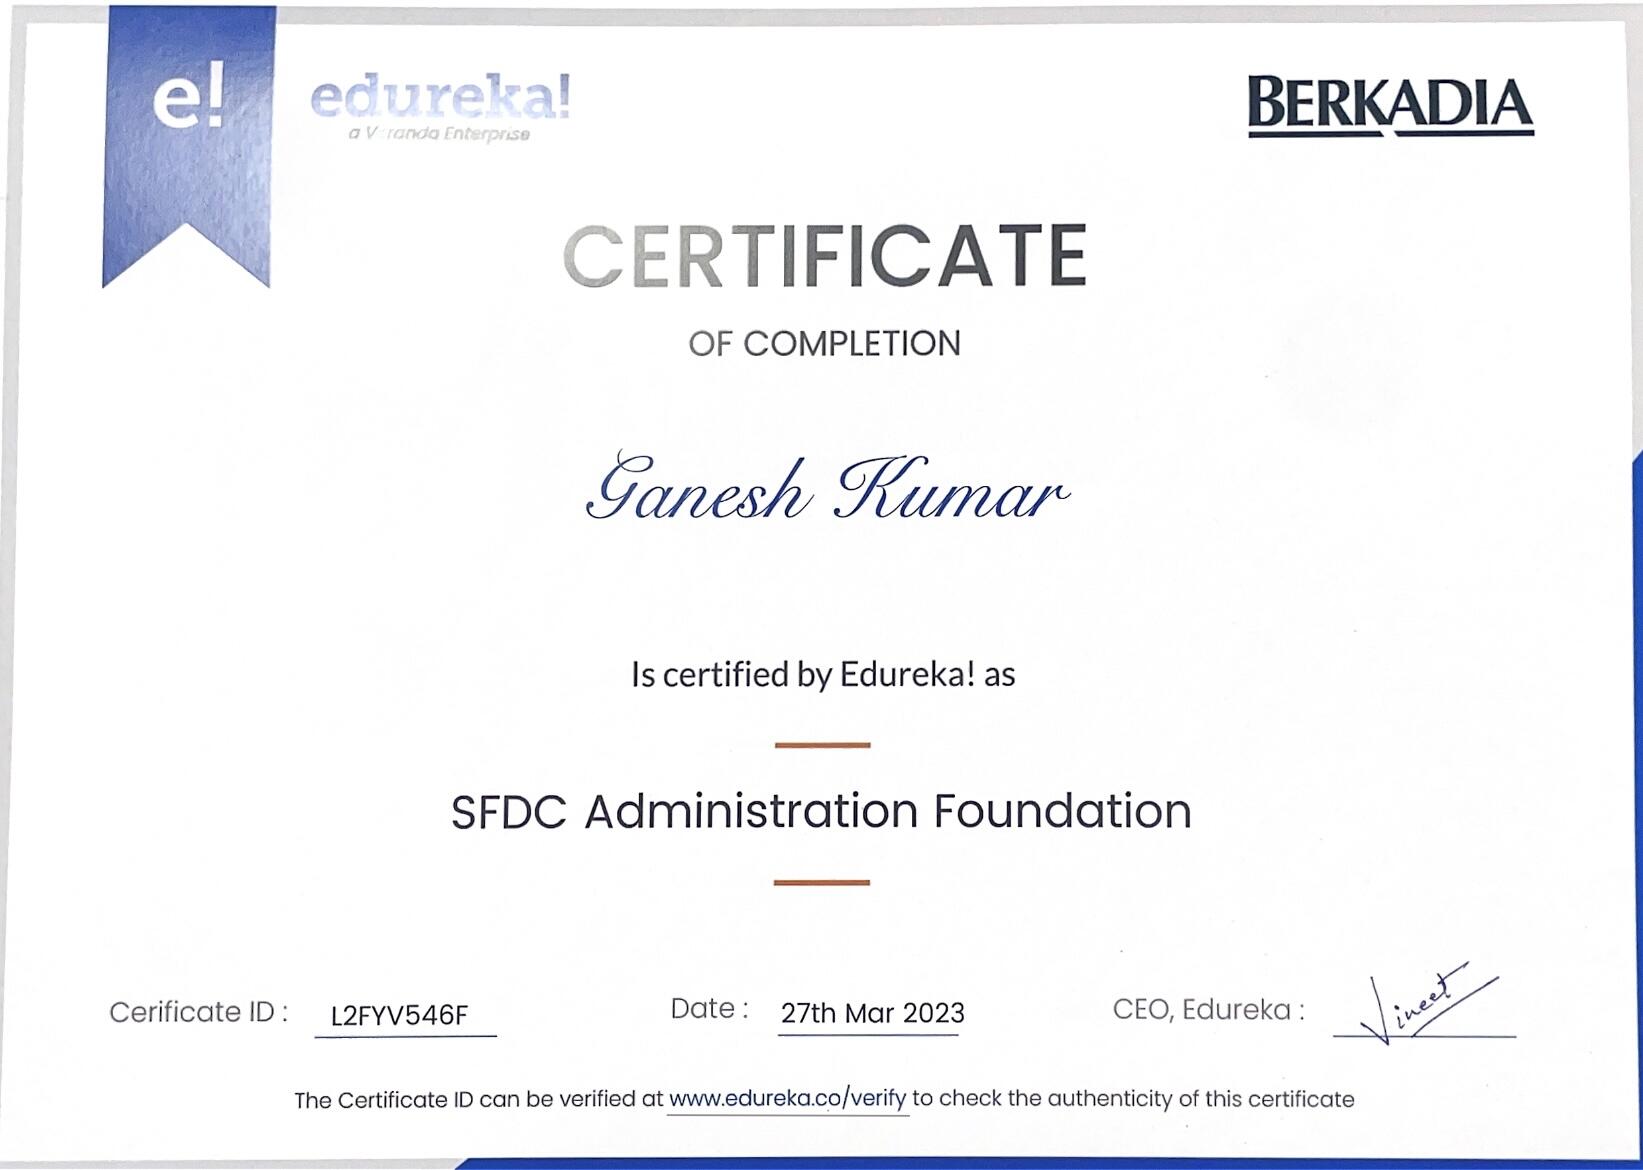 e!
edureka!
a Veranda Enterprise
BERKADIA
CERTIFICATE
OF COMPLETION
Ganesh Kumar
Is certified by Edureka! as
SFDC Administration Foundation
Cerificate ID : L2FYV546F
Date : 27th Mar 2023
CEO, Edureka : Vineet
The Certificate ID can be verified at www.edureka.co/verify to check the authenticity of this certificate